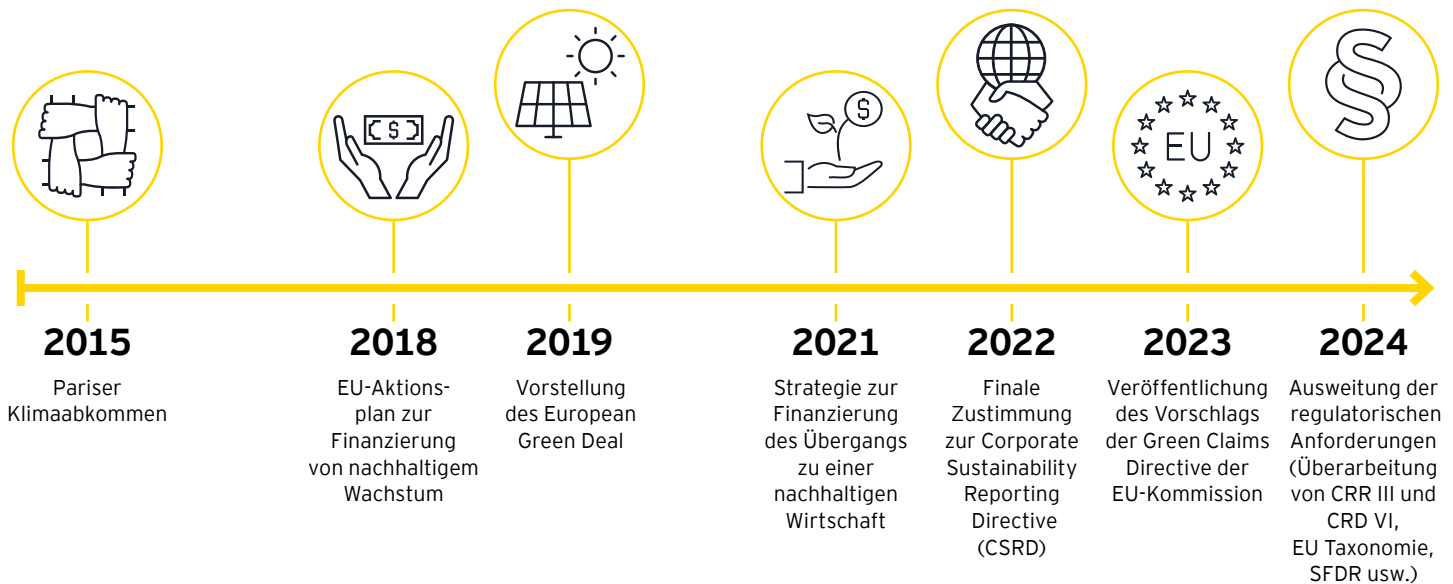 $
$
EU
2015
Pariser
Klimaabkommen
2018
EU-Aktions-
plan zur
Finanzierung
von nachhaltigem
Wachstum
2019
Vorstellung
des European
Green Deal
2021
Strategie zur
Finanzierung
des Übergangs
zu einer
nachhaltigen
Wirtschaft
2022
Finale
Zustimmung
zur Corporate
Sustainability
Reporting
Directive
(CSRD)
2023
Veröffentlichung
des Vorschlags
der Green Claims
Directive der
EU-Kommission
2024
Ausweitung der
regulatorischen
Anforderungen
(Überarbeitung
von CRR III und
CRD VI,
EU Taxonomie,
SFDR usw.)